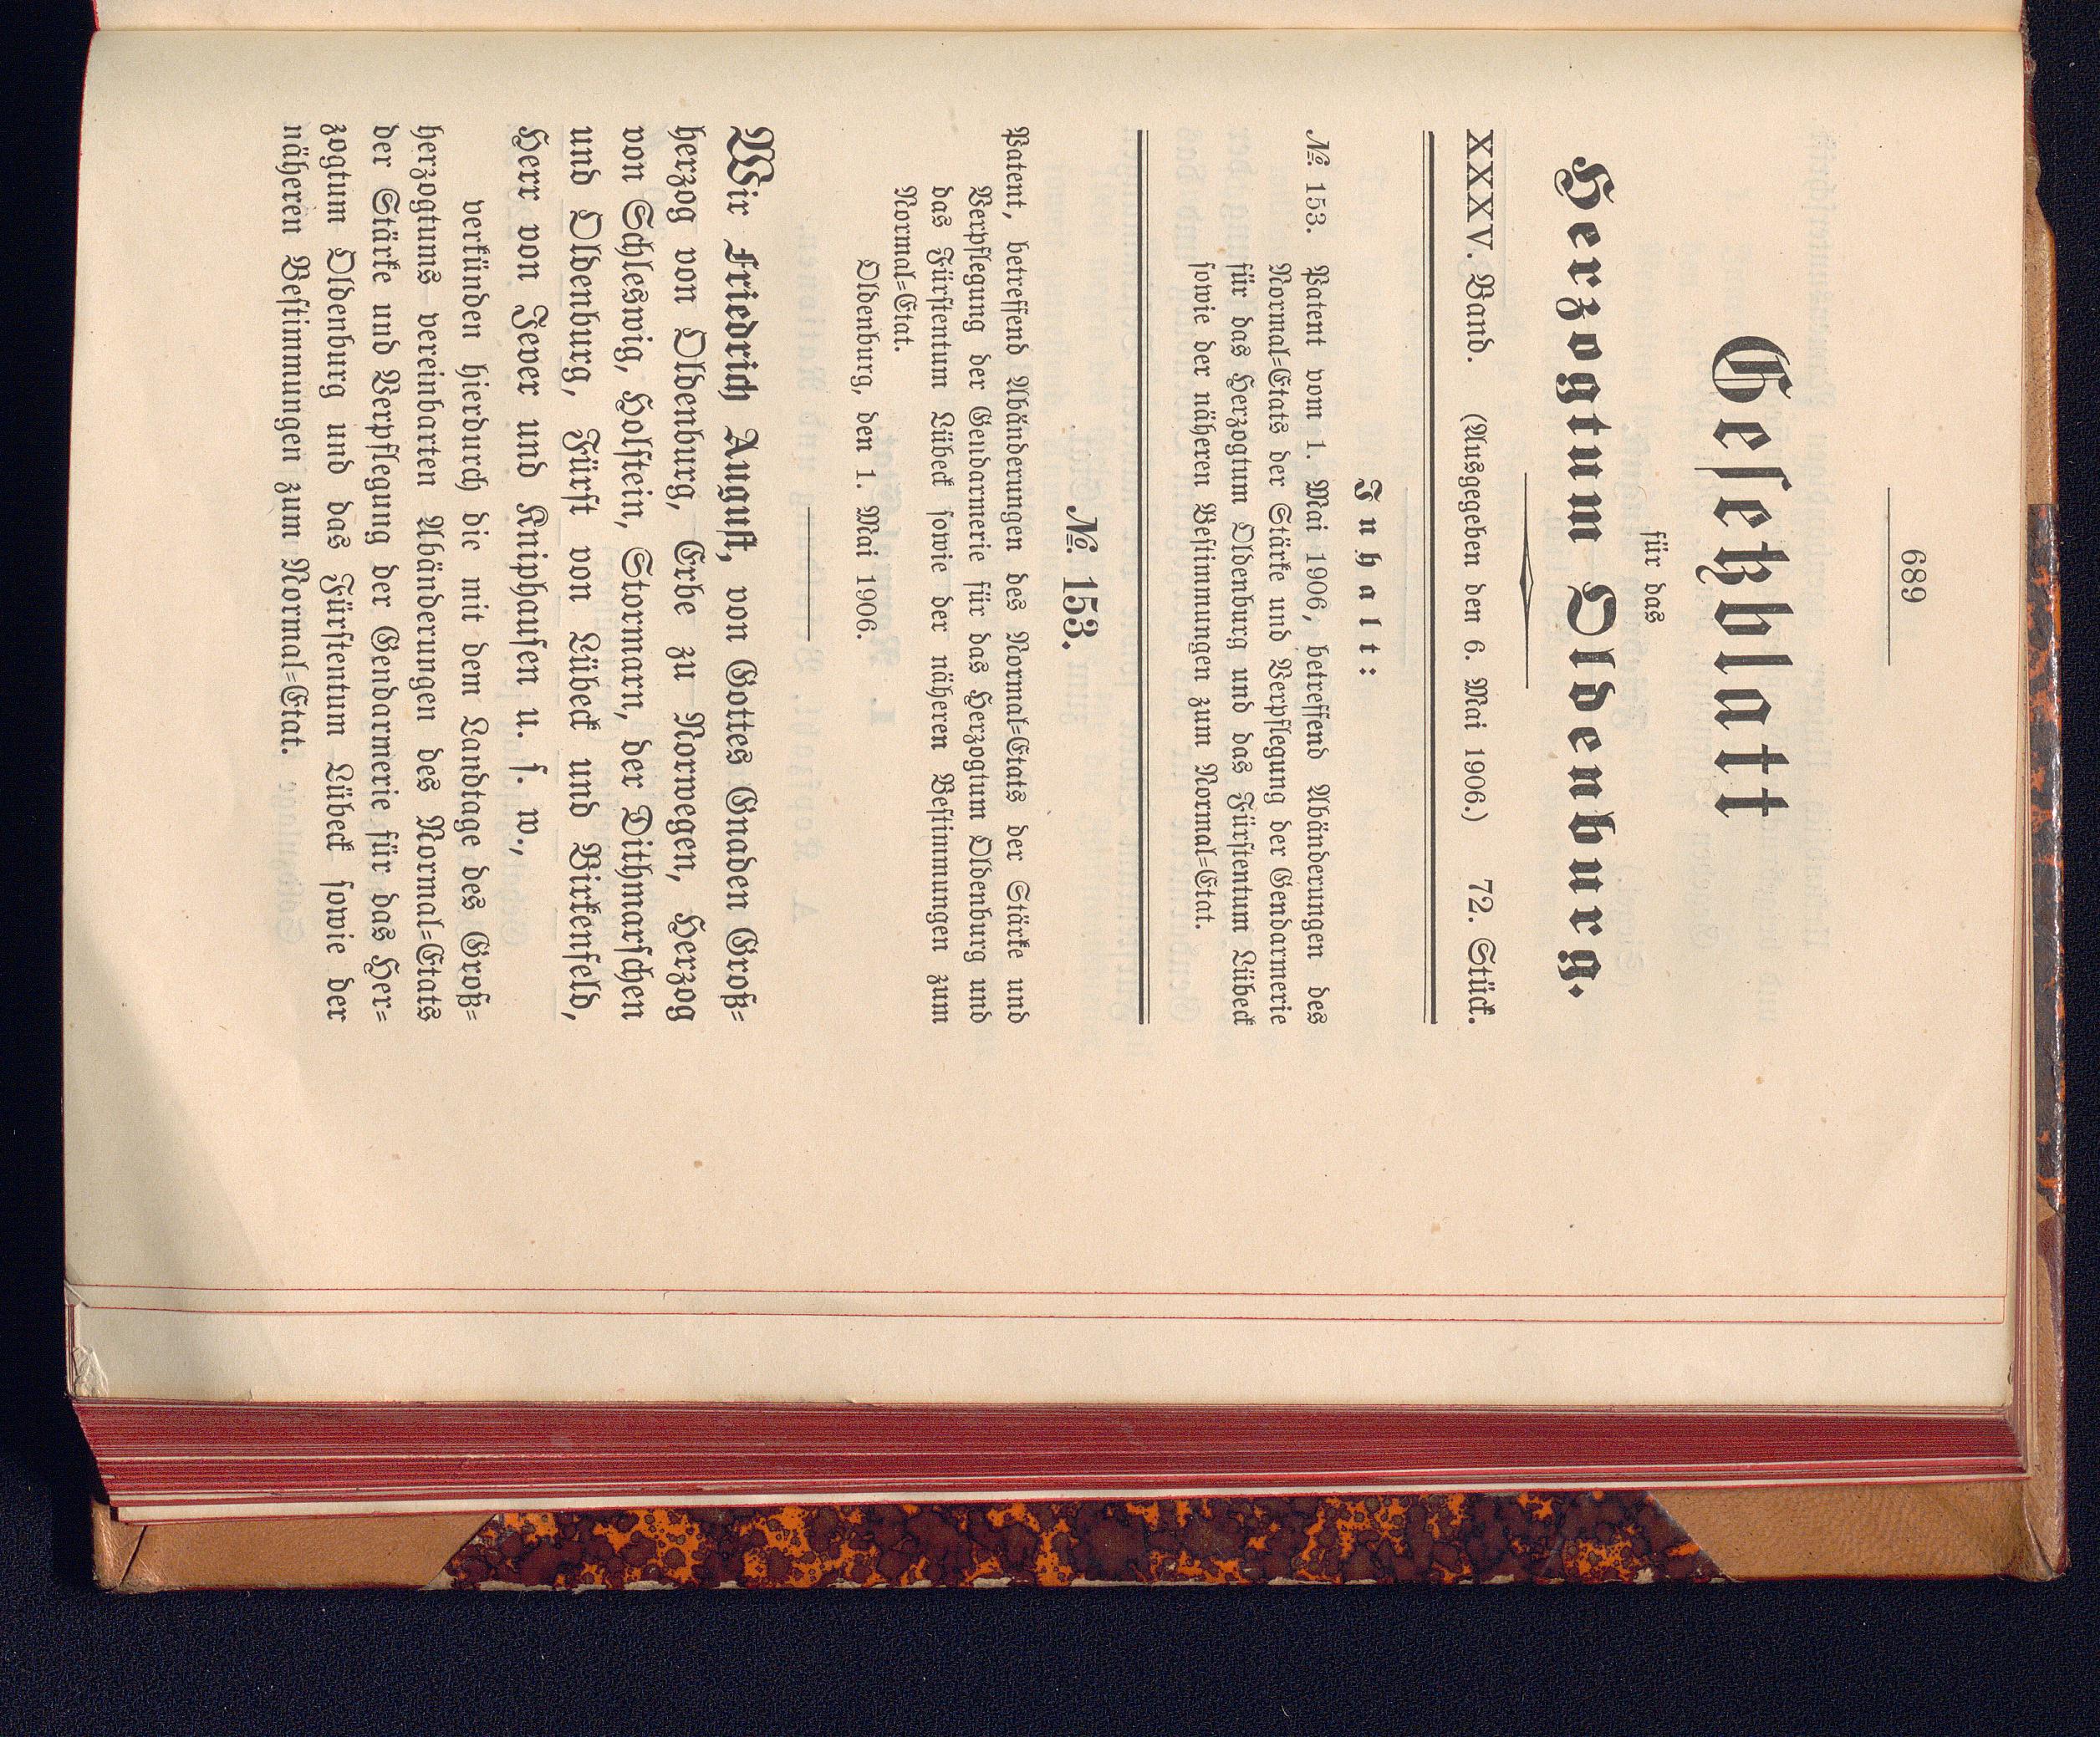 689
Gesetzblatt
für das
Herzogtum Oldenburg.
XXXV. Band. (Ausgegeben den 6. Mai 1906.) 72. Stück.
Inhalt:
№. 153. Patent vom 1. Mai 1906, betreffend Abänderungen des
Normal-Etats der Stärke und Verpflegung der Gendarmerie
für das Herzogtum Oldenburg und das Fürstentum Lübeck
sowie der näheren Bestimmungen zum Normal-Etat.
№. 153.
Patent, betreffend Abänderungen des Normal-Etats der Stärke und
Verpflegung der Gendarmerie für das Herzogtum Oldenburg und
das Fürstentum Lübeck sowie der näheren Bestimmungen zum
Normal-Etat.
Oldenburg, den 1. Mai 1906.
Wir Friedrich August, von Gottes Gnaden Groß-
herzog von Oldenburg, Erbe zu Norwegen, Herzog
von Schleswig, Holstein, Stormarn, der Dithmarschen
und Oldenburg, Fürst von Lübeck und Birkenfeld,
Herr von Jever und Kniphausen u. s. w.,
verkünden hierdurch die mit dem Landtage des Groß-
herzogtums vereinbarten Abänderungen des Normal-Etats
der Stärke und Verpflegung der Gendarmerie für das Her-
zogtum Oldenburg und das Fürstentum Lübeck sowie der
näheren Bestimmungen zum Normal-Etat.